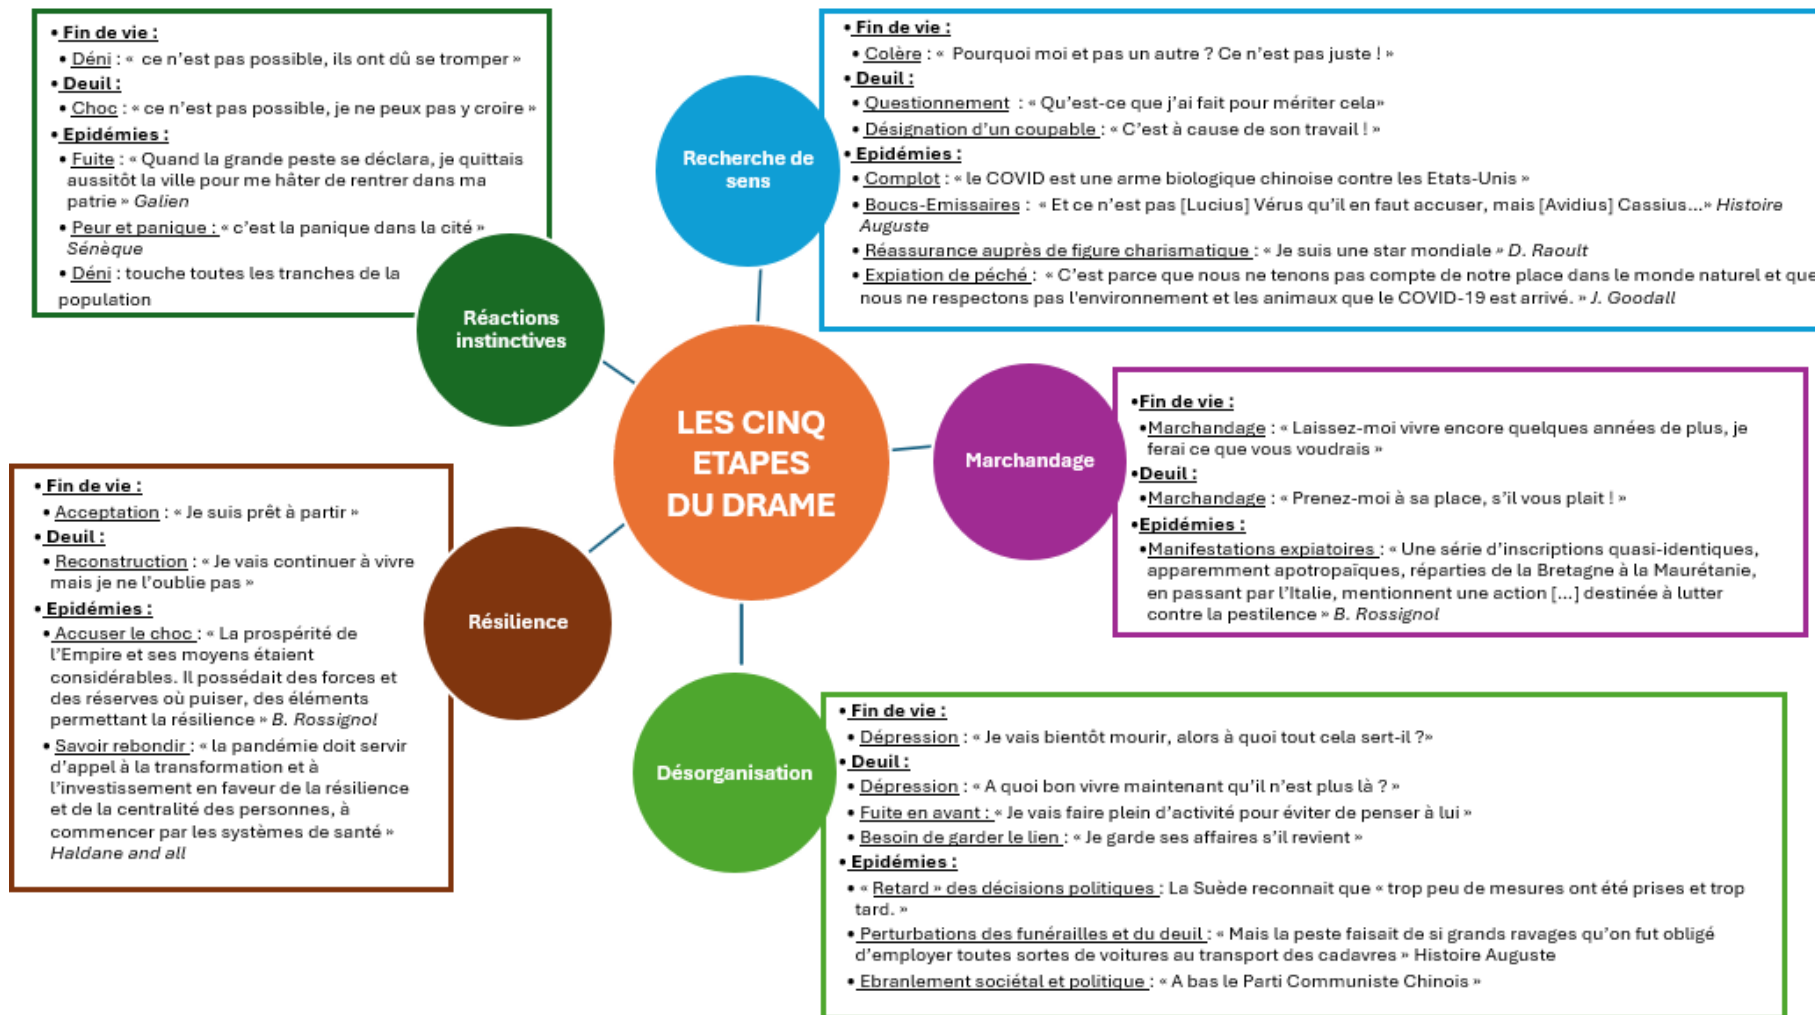 • Fin de vie :
• Déni : « ce n’est pas possible, ils ont dû se tromper »
• Deuil :
• Choc : « ce n’est pas possible, je ne peux pas y croire »
• Epidémies :
• Fuite : « Quand la grande peste se déclara, je quittais
aussitôt la ville pour me hâter de rentrer dans ma
patrie » Galien
• Peur et panique : « c’est la panique dans la cité »
Sénèque
• Déni : touche toutes les tranches de la
population
Réactions
instinctives
• Fin de vie :
• Colère : « Pourquoi moi et pas un autre ? Ce n’est pas juste ! »
• Deuil :
• Questionnement : « Qu’est-ce que j’ai fait pour mériter cela»
• Désignation d’un coupable : « C’est à cause de son travail ! »
• Epidémies :
• Complot : « le COVID est une arme biologique chinoise contre les Etats-Unis »
• Boucs-Emissaires : « Et ce n’est pas [Lucius] Vérus qu’il en faut accuser, mais [Avidius] Cassius...» Histoire
Auguste
• Réassurance auprès de figure charismatique : « Je suis une star mondiale » D. Raoult
• Expiation de péché : « C’est parce que nous ne tenons pas compte de notre place dans le monde naturel et que
nous ne respectons pas l'environnement et les animaux que le COVID-19 est arrivé. » J. Goodall
Recherche de
sens
LES CINQ
ETAPES
DU DRAME
Marchandage
•Fin de vie :
•Marchandage : « Laissez-moi vivre encore quelques années de plus, je
ferai ce que vous voudrais »
•Deuil :
•Marchandage : « Prenez-moi à sa place, s’il vous plait ! »
•Epidémies :
•Manifestations expiatoires : « Une série d’inscriptions quasi-identiques,
apparemment apotropaïques, réparties de la Bretagne à la Maurétanie,
en passant par l’Italie, mentionnent une action [...] destinée à lutter
contre la pestilence » B. Rossignol
• Fin de vie :
• Acceptation : « Je suis prêt à partir »
• Deuil :
• Reconstruction : « Je vais continuer à vivre
mais je ne l’oublie pas »
• Epidémies :
• Accuser le choc : « La prospérité de
l’Empire et ses moyens étaient
considérables. Il possédait des forces et
des réserves où puiser, des éléments
permettant la résilience » B. Rossignol
• Savoir rebondir : « la pandémie doit servir
d’appel à la transformation et à
l’investissement en faveur de la résilience
et de la centralité des personnes, à
commencer par les systèmes de santé »
Haldane and all
Résilience
Désorganisation
• Fin de vie :
• Dépression : « Je vais bientôt mourir, alors à quoi tout cela sert-il ?»
• Deuil :
• Dépression : « A quoi bon vivre maintenant qu’il n’est plus là ? »
• Fuite en avant : « Je vais faire plein d’activité pour éviter de penser à lui »
• Besoin de garder le lien : « Je garde ses affaires s’il revient »
• Epidémies :
• « Retard » des décisions politiques : La Suède reconnait que « trop peu de mesures ont été prises et trop
tard. »
• Perturbations des funérailles et du deuil : « Mais la peste faisait de si grands ravages qu’on fut obligé
d’employer toutes sortes de voitures au transport des cadavres » Histoire Auguste
• Ebranlement sociétal et politique : « A bas le Parti Communiste Chinois »